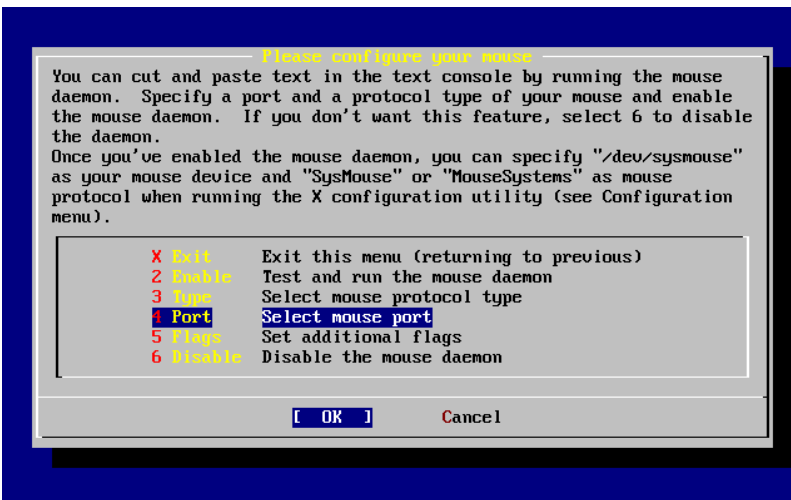 Please configure your mouse
You can cut and paste text in the text console by running the mouse
daemon.  Specify a port and a protocol type of your mouse and enable
the mouse daemon.  If you don't want this feature, select 6 to disable
the daemon.
Once you've enabled the mouse daemon, you can specify "/dev/sysmouse"
as your mouse device and "SysMouse" or "MouseSystems" as mouse
protocol when running the X configuration utility (see Configuration
menu).
X Exit Exit this menu (returning to previous)
2 Enable Test and run the mouse daemon
3 Type Select mouse protocol type
4 Port Select mouse port
5 Flags Set additional flags
6 Disable Disable the mouse daemon
[ OK ] Cancel